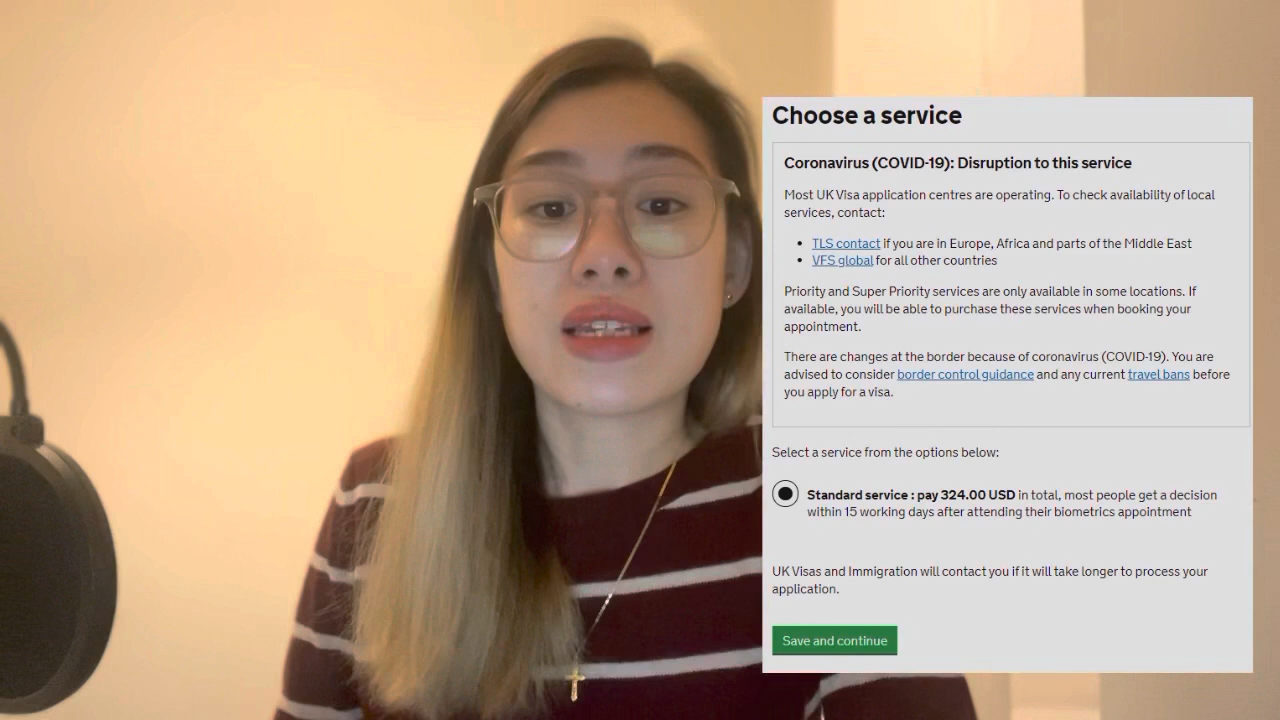 Choose a service
Coronavirus (COVID-19): Disruption to this service
Most UK Visa application centres are operating. To check availability of local
services, contact:
TLS contact if you are in Europe, Africa and parts of the Middle East
VFS global for all other countries
Priority and Super Priority services are only available in some locations. If
available, you will be able to purchase these services when booking your
appointment.
There are changes at the border because of coronavirus (COVID-19). You are
advised to consider border control guidance and any current travel bans before
you apply for a visa.
Select a service from the options below:
Standard service : pay 324.00 USD in total, most people get a decision
within 15 working days after attending their biometrics appointment
UK Visas and Immigration will contact you if it will take longer to process your
application.
Save and continue